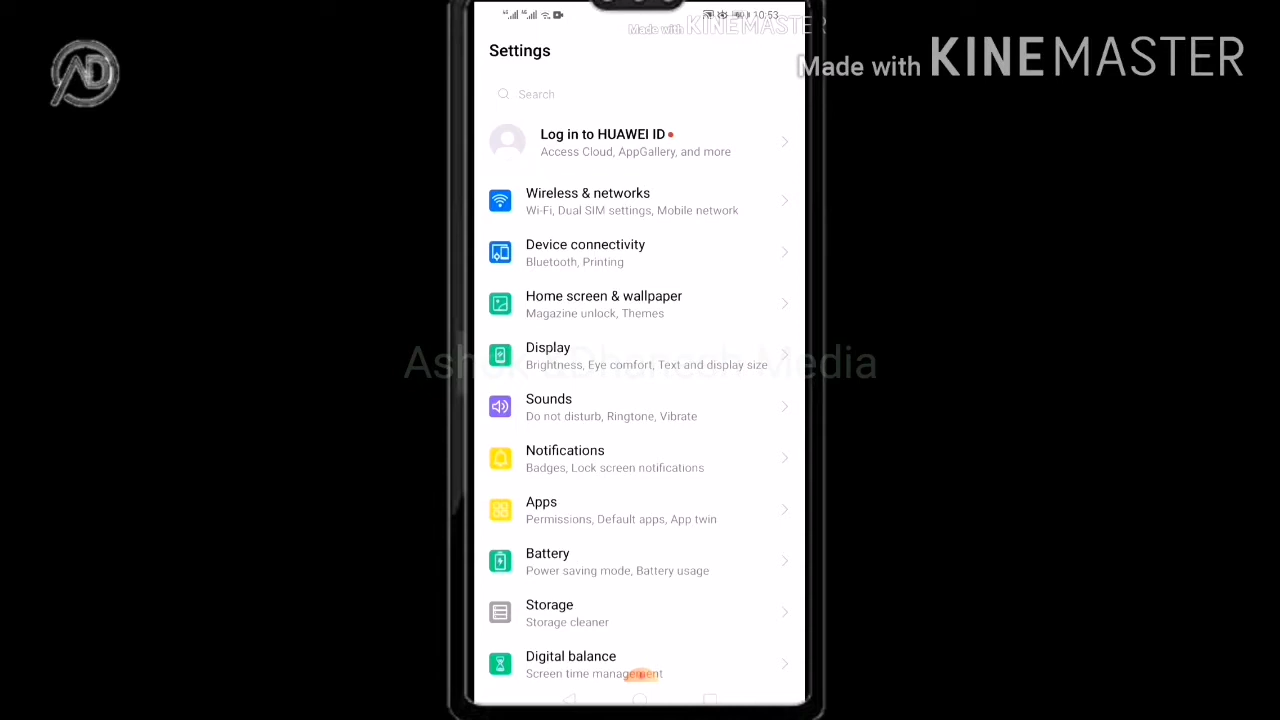 10:53
Made with KINEMASTER
Made with KINEMASTER
AD
Settings
Search
Log in to HUAWEI ID
Access Cloud, AppGallery, and more
Wireless & networks
Wi-Fi, Dual SIM settings, Mobile network
Device connectivity
Bluetooth, Printing
Home screen & wallpaper
Magazine unlock, Themes
Display
Brightness, Eye comfort, Text and display size
Media
Sounds
Do not disturb, Ringtone, Vibrate
Notifications
Badges, Lock screen notifications
Apps
Permissions, Default apps, App twin
Battery
Power saving mode, Battery usage
Storage
Storage cleaner
Digital balance
Screen time management